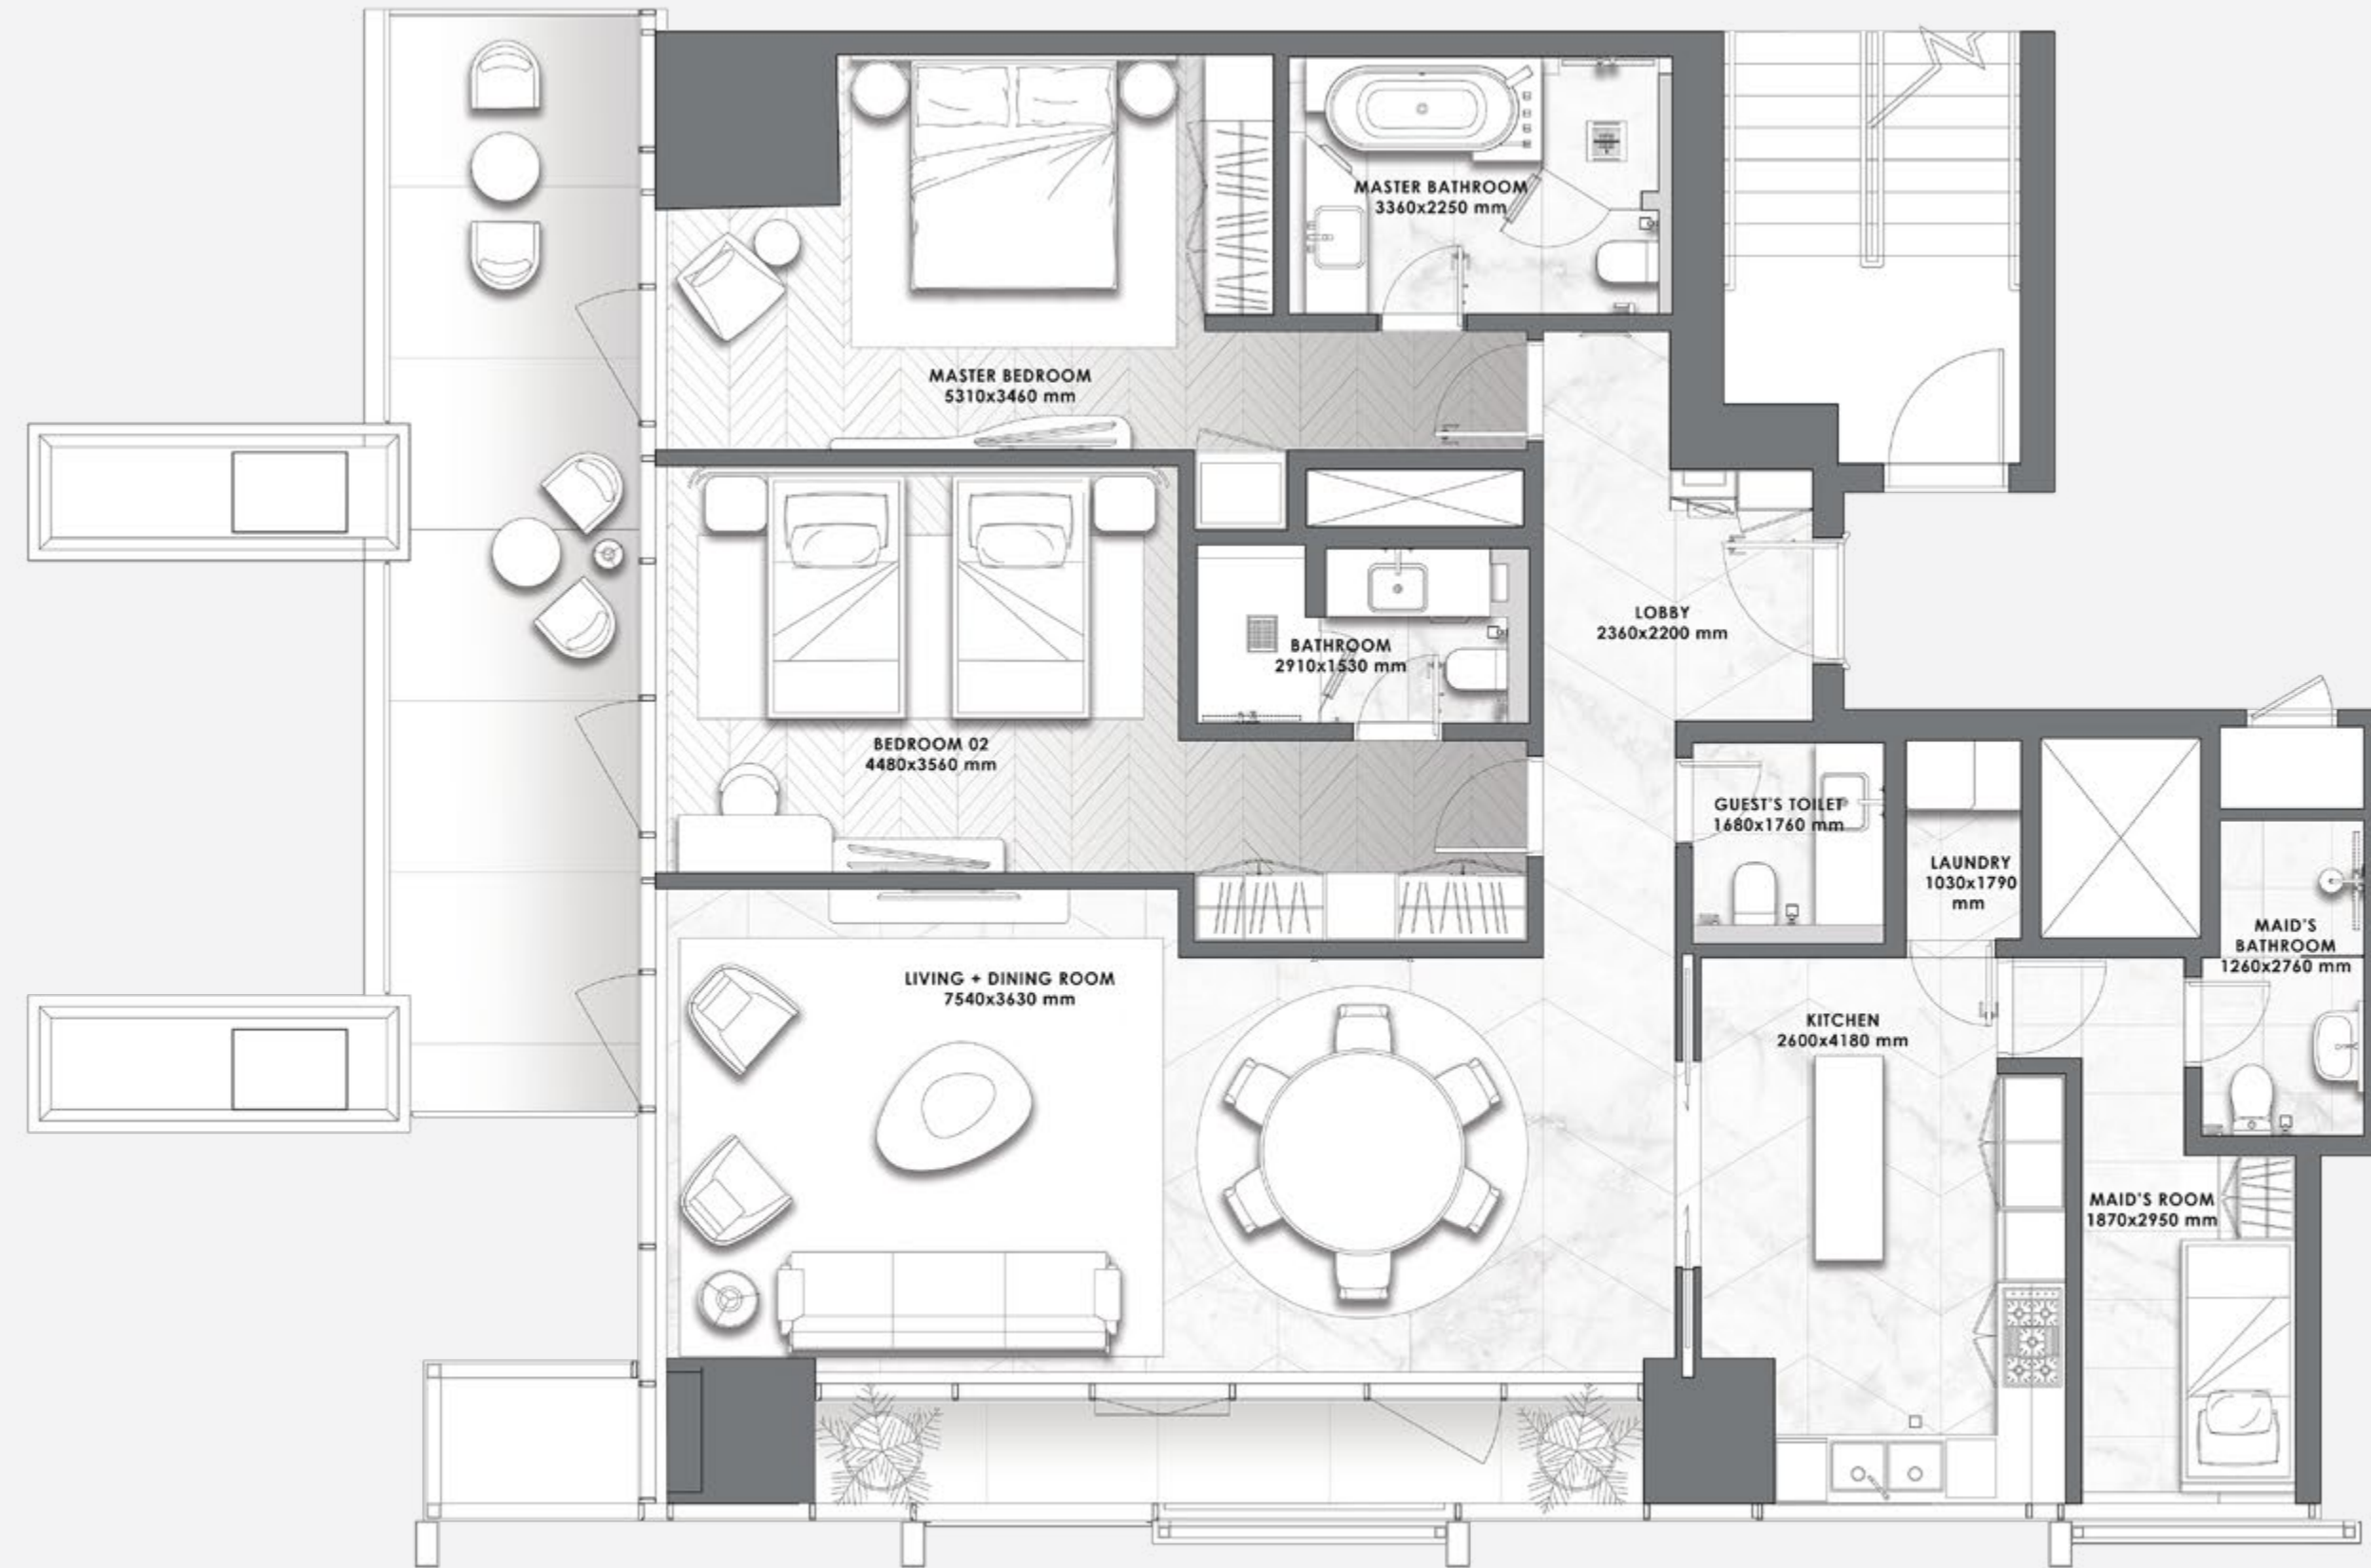 MASTER BATHROOM
3360x2250 mm
MASTER BEDROOM
5310x3460 mm
LOBBY
2360x2200 mm
BATHROOM
2910x1530 mm
BEDROOM 02
4480x3560 mm
GUEST'S TOILET
1680x1760 mm
LAUNDRY
1030x1790
mm
MAID'S
BATHROOM
1260x2760 mm
LIVING + DINING ROOM
7540x3630 mm
KITCHEN
2600x4180 mm
MAID'S ROOM
1870x2950 mm